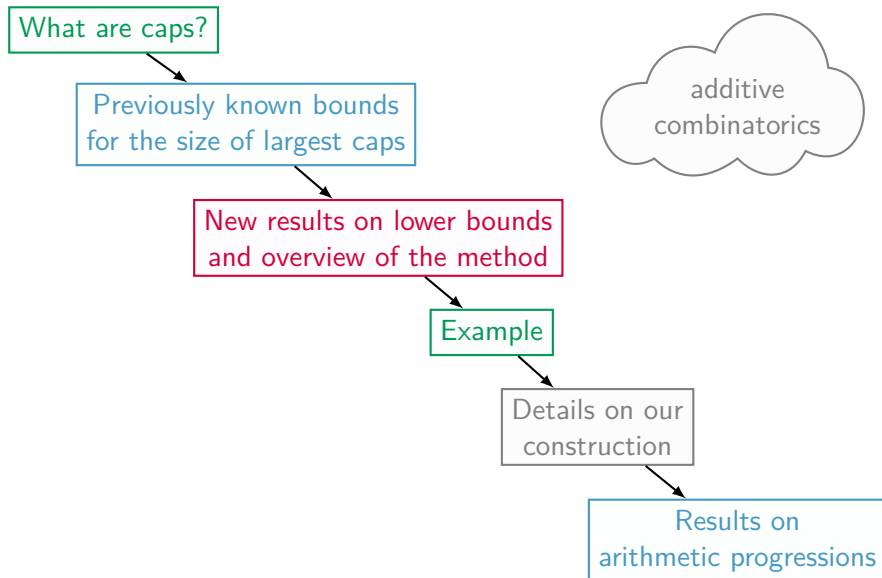 What are caps?
additive
combinatorics
Previously known bounds
for the size of largest caps
New results on lower bounds
and overview of the method
Example
Details on our
construction
Results on
arithmetic progressions